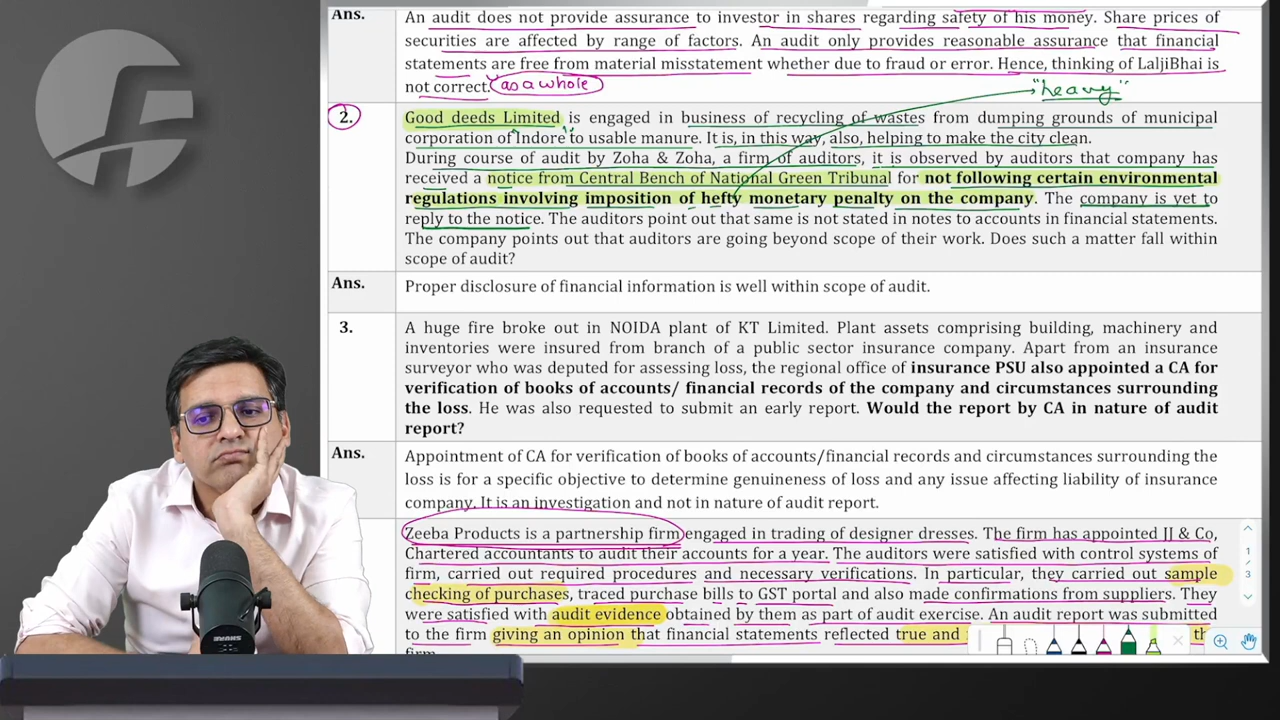 Ans.
An audit does not provide assurance to investor in shares regarding safety of his money. Share prices of
securities are affected by range of factors. An audit only provides reasonable assurance that financial
statements are free from material misstatement whether due to fraud or error. Hence, thinking of LaljiBhai is
not correct. as a whole
"heavy"
2.
Good deeds Limited is engaged in business of recycling of wastes from dumping grounds of municipal
corporation of Indore to usable manure. It is, in this way, also, helping to make the city clean.
During course of audit by Zoha & Zoha, a firm of auditors, it is observed by auditors that company has
received a notice from Central Bench of National Green Tribunal for not following certain environmental
regulations involving imposition of hefty monetary penalty on the company. The company is yet to
reply to the notice. The auditors point out that same is not stated in notes to accounts in financial statements.
The company points out that auditors are going beyond scope of their work. Does such a matter fall within
scope of audit?
Ans.
Proper disclosure of financial information is well within scope of audit.
3.
A huge fire broke out in NOIDA plant of KT Limited. Plant assets comprising building, machinery and
inventories were insured from branch of a public sector insurance company. Apart from an insurance
surveyor who was deputed for assessing loss, the regional office of insurance PSU also appointed a CA for
verification of books of accounts/ financial records of the company and circumstances surrounding
the loss. He was also requested to submit an early report. Would the report by CA in nature of audit
report?
Ans.
Appointment of CA for verification of books of accounts/financial records and circumstances surrounding the
loss is for a specific objective to determine genuineness of loss and any issue affecting liability of insurance
company. It is an investigation and not in nature of audit report.
Zeeba Products is a partnership firm engaged in trading of designer dresses. The firm has appointed JJ & Co,
Chartered accountants to audit their accounts for a year. The auditors were satisfied with control systems of
firm, carried out required procedures and necessary verifications. In particular, they carried out sample
checking of purchases, traced purchase bills to GST portal and also made confirmations from suppliers. They
were satisfied with audit evidence obtained by them as part of audit exercise. An audit report was submitted
to the firm giving an opinion that financial statements reflected true and
1
3
SHURE